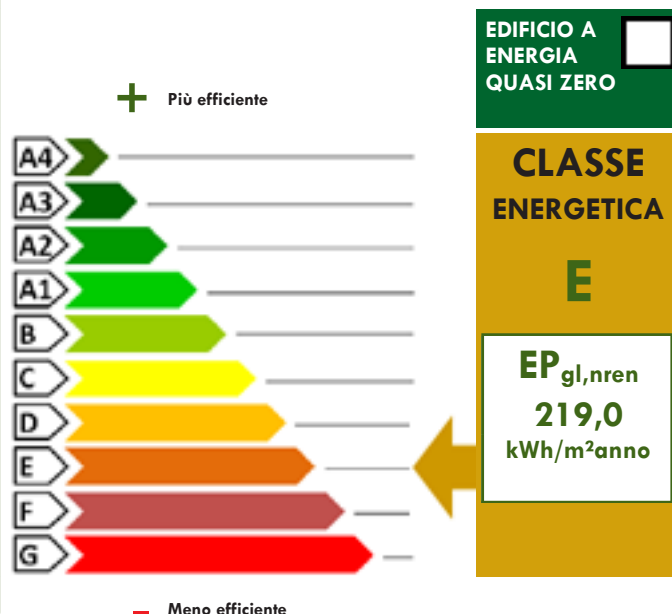 EDIFICIO A
ENERGIA
QUASI ZERO
+ Più efficiente
A4
A3
A2
A1
B
C
D
E
F
G
- Meno efficiente
CLASSE
ENERGETICA
E
EPgl,nren
219,0
kWh/m²anno